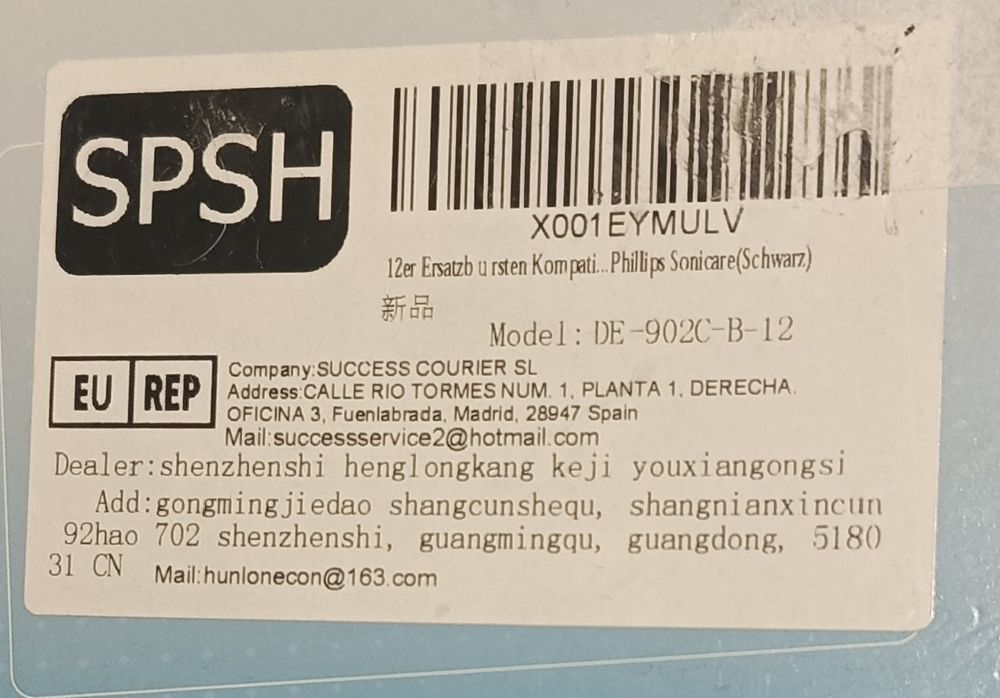 SPSH
X001EYMULV
12er Ersatzb u rsten Kompati...Phillips Sonicare(Schwarz)
新品
Model: DE-902C-B-12
EU REP
Company:SUCCESS COURIER SL
Address:CALLE RIO TORMES NUM. 1, PLANTA 1, DERECHA.
OFICINA 3, Fuenlabrada, Madrid, 28947 Spain
Mail:successservice2@hotmail.com
Dealer:shenzhenshi henglongkang keji youxiangongsi
Add:gongmingjiedao shangcunshequ, shangnianxincun
92hao 702 shenzhenshi, guangmingqu, guangdong, 5180
31 CN
Mail:hunlonecon@163.com